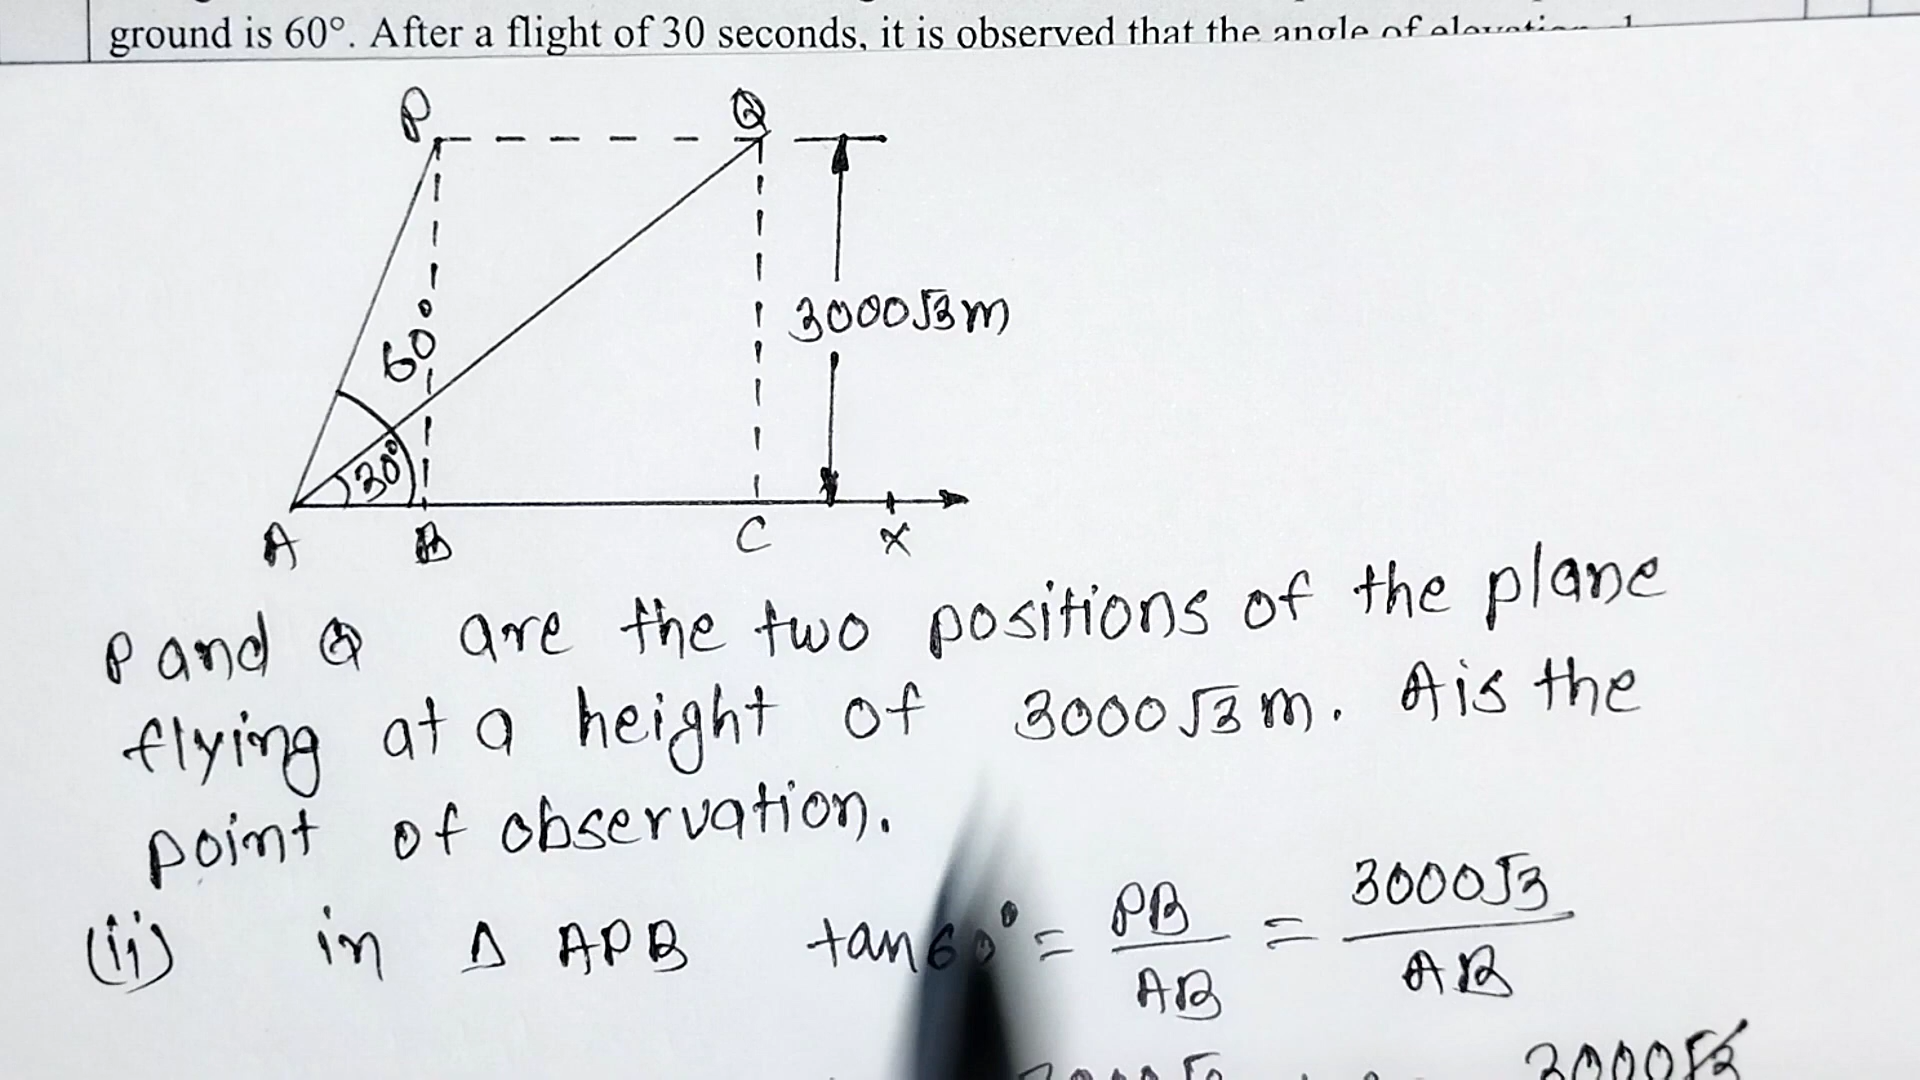 ground is 60°. After a flight of 30 seconds, it is observed that the angle of
P Q
60°
3000√3m
30°
A B C X
P and Q are the two positions of the plane
flying at a height of 3000√3 m. A is the
point of observation.
(ii) in Δ APB tan60° = PB/AB = 3000√3/AB
3000√3